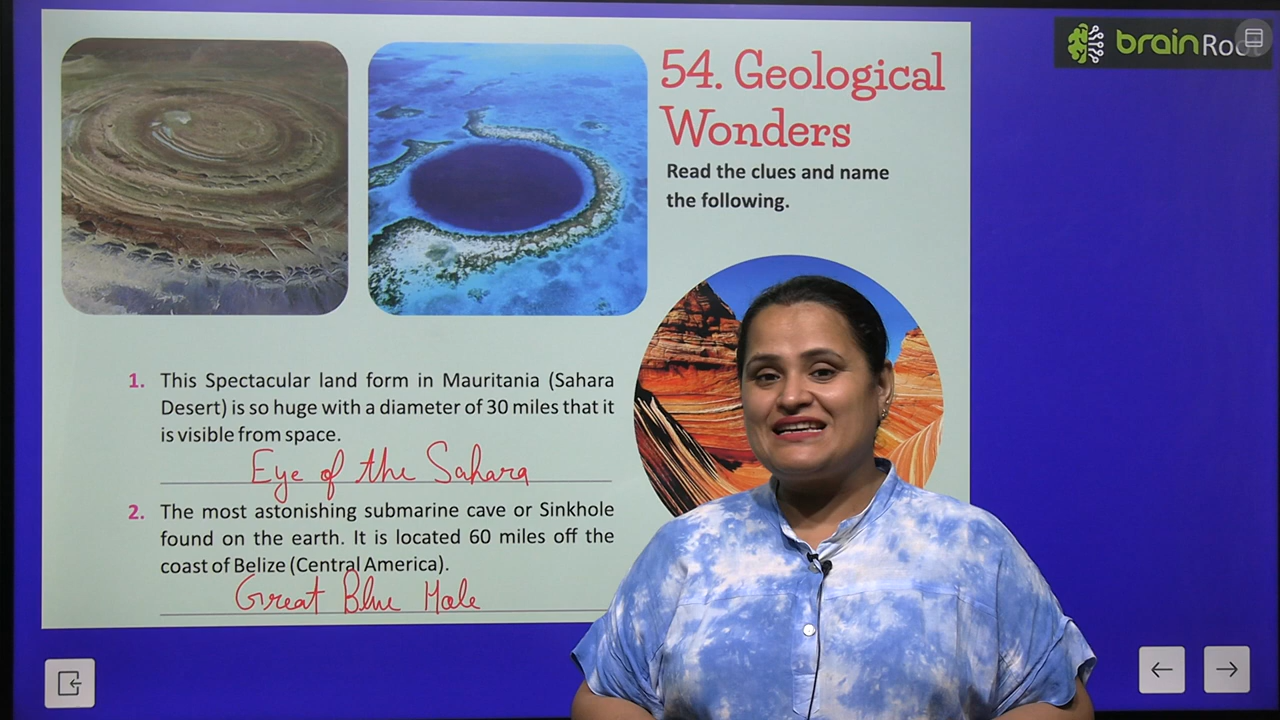 brainRoot
54. Geological
Wonders
Read the clues and name
the following.
1. This Spectacular land form in Mauritania (Sahara
Desert) is so huge with a diameter of 30 miles that it
is visible from space.
Eye of the Sahara
2. The most astonishing submarine cave or Sinkhole
found on the earth. It is located 60 miles off the
coast of Belize (Central America).
Great Blue Hole